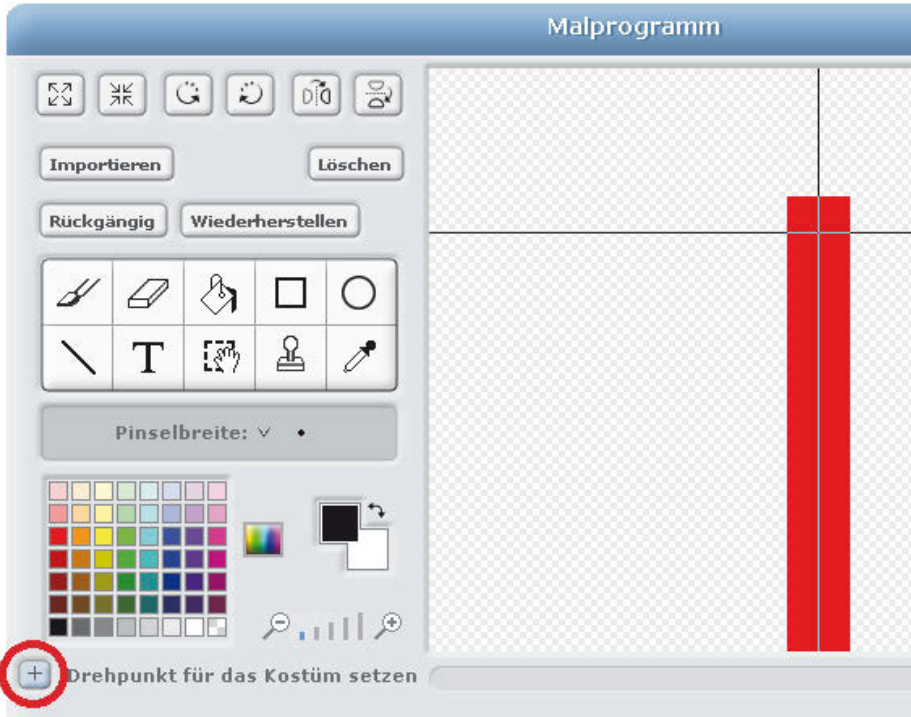 Malprogramm
Importieren
Löschen
Rückgängig
Wiederherstellen
T
Pinselbreite:
Drehpunkt für das Kostüm setzen